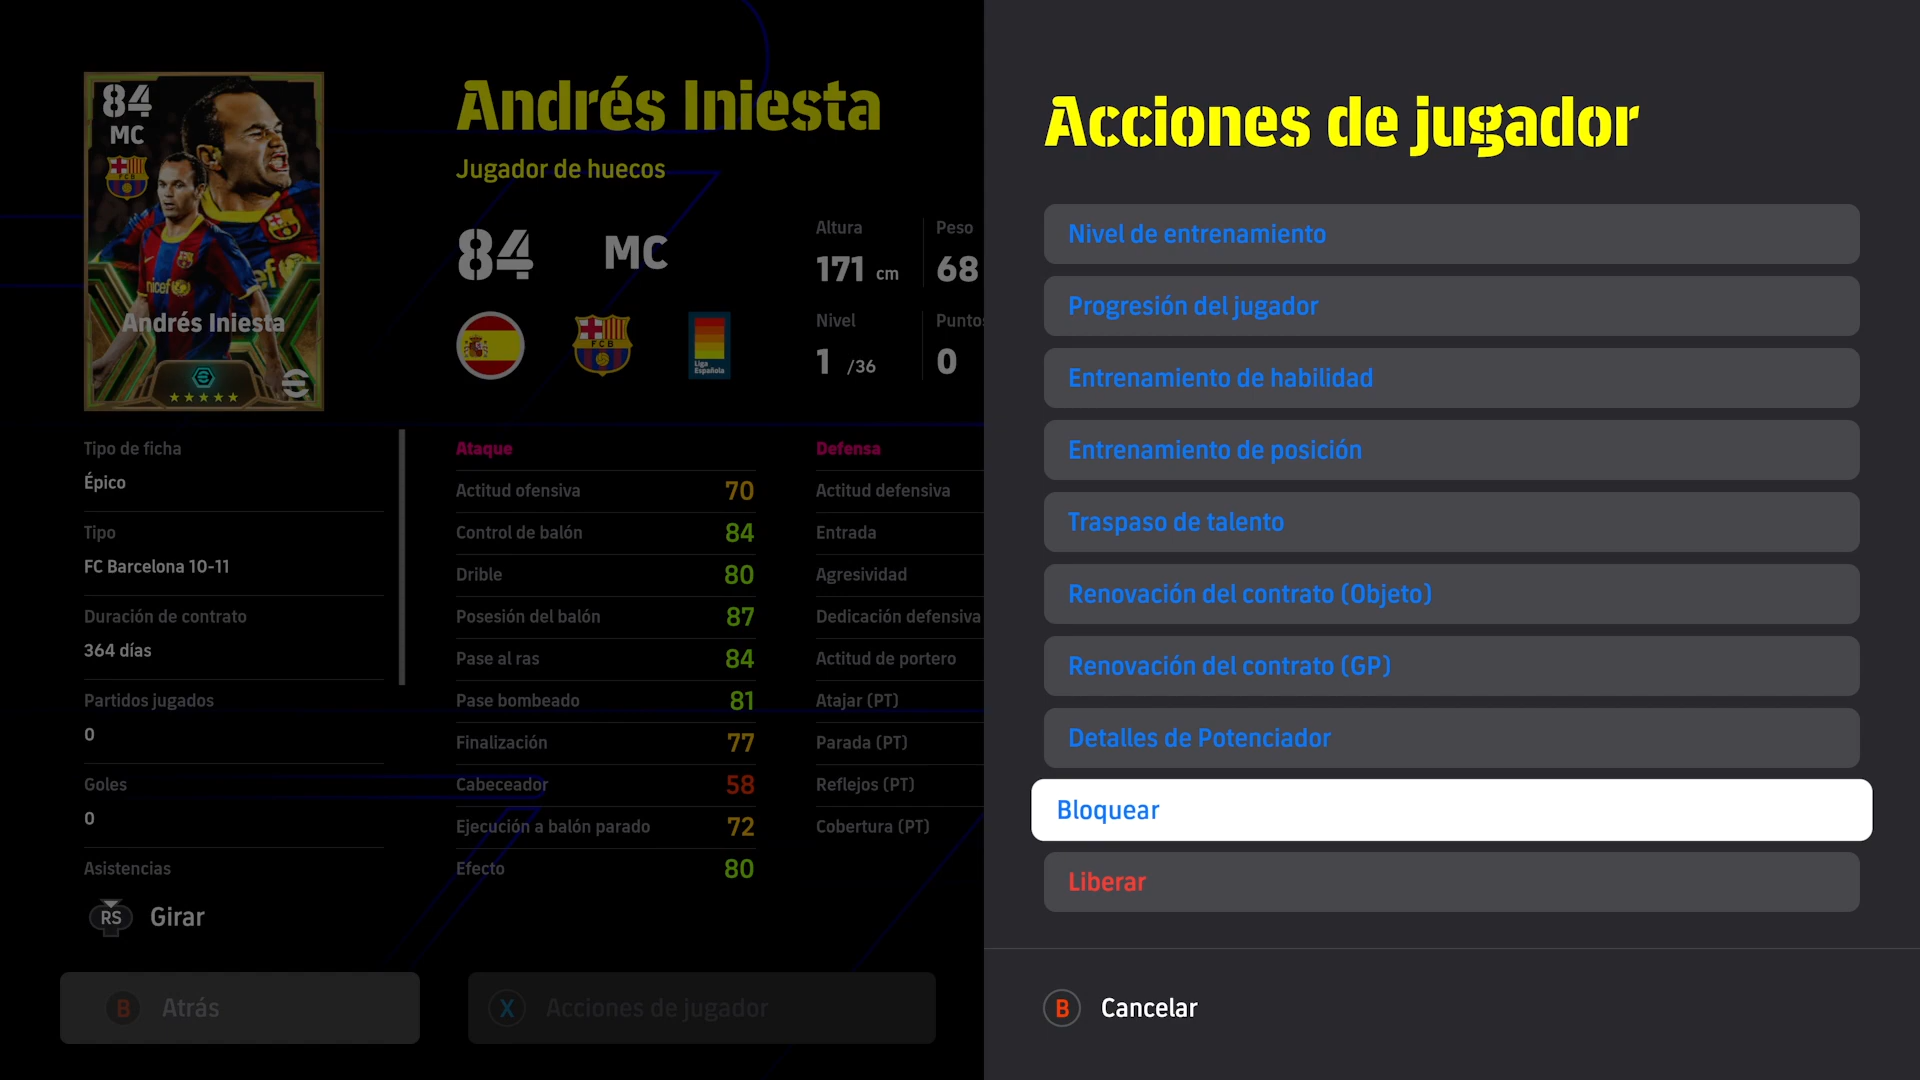 84
MC
nicef
Andrés Iniesta
Andrés Iniesta
Jugador de huecos
84
MC
Altura
171 cm
Peso
68
FCB
Liga
Española
Nivel
1 /36
Puntos
0
Tipo de ficha
Épico
Tipo
FC Barcelona 10-11
Duración de contrato
364 días
Partidos jugados
0
Goles
0
Asistencias
RS Girar
Ataque
Actitud ofensiva 70
Control de balón 84
Drible 80
Posesión del balón 87
Pase al ras 84
Pase bombeado 81
Finalización 77
Cabeceador 58
Ejecución a balón parado 72
Efecto 80
Defensa
Actitud defensiva
Entrada
Agresividad
Dedicación defensiva
Actitud de portero
Atajar (PT)
Parada (PT)
Reflejos (PT)
Cobertura (PT)
B Atrás
X Acciones de jugador
Acciones de jugador
Nivel de entrenamiento
Progresión del jugador
Entrenamiento de habilidad
Entrenamiento de posición
Traspaso de talento
Renovación del contrato (Objeto)
Renovación del contrato (GP)
Detalles de Potenciador
Bloquear
Liberar
B Cancelar